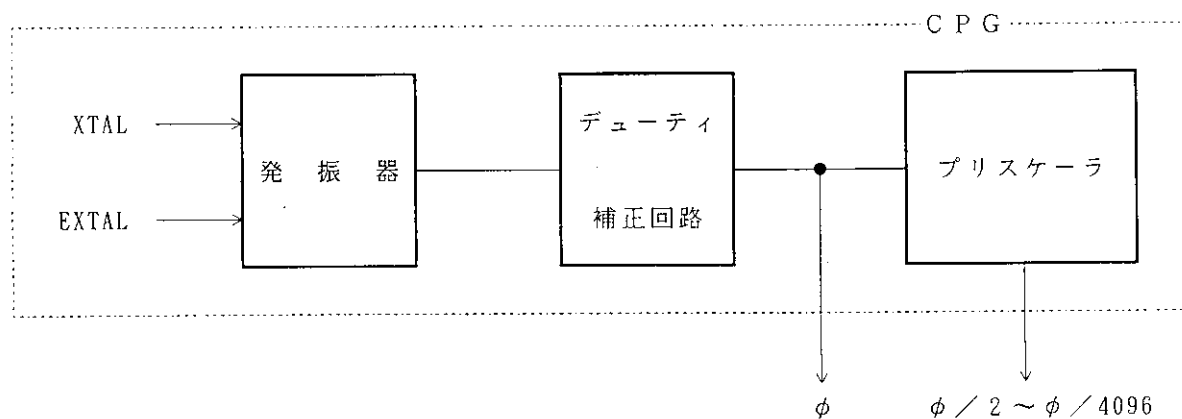 CPG
XTAL
EXTAL
発振器
デューティ
補正回路
プリスケーラ
φ
φ/2~φ/4096